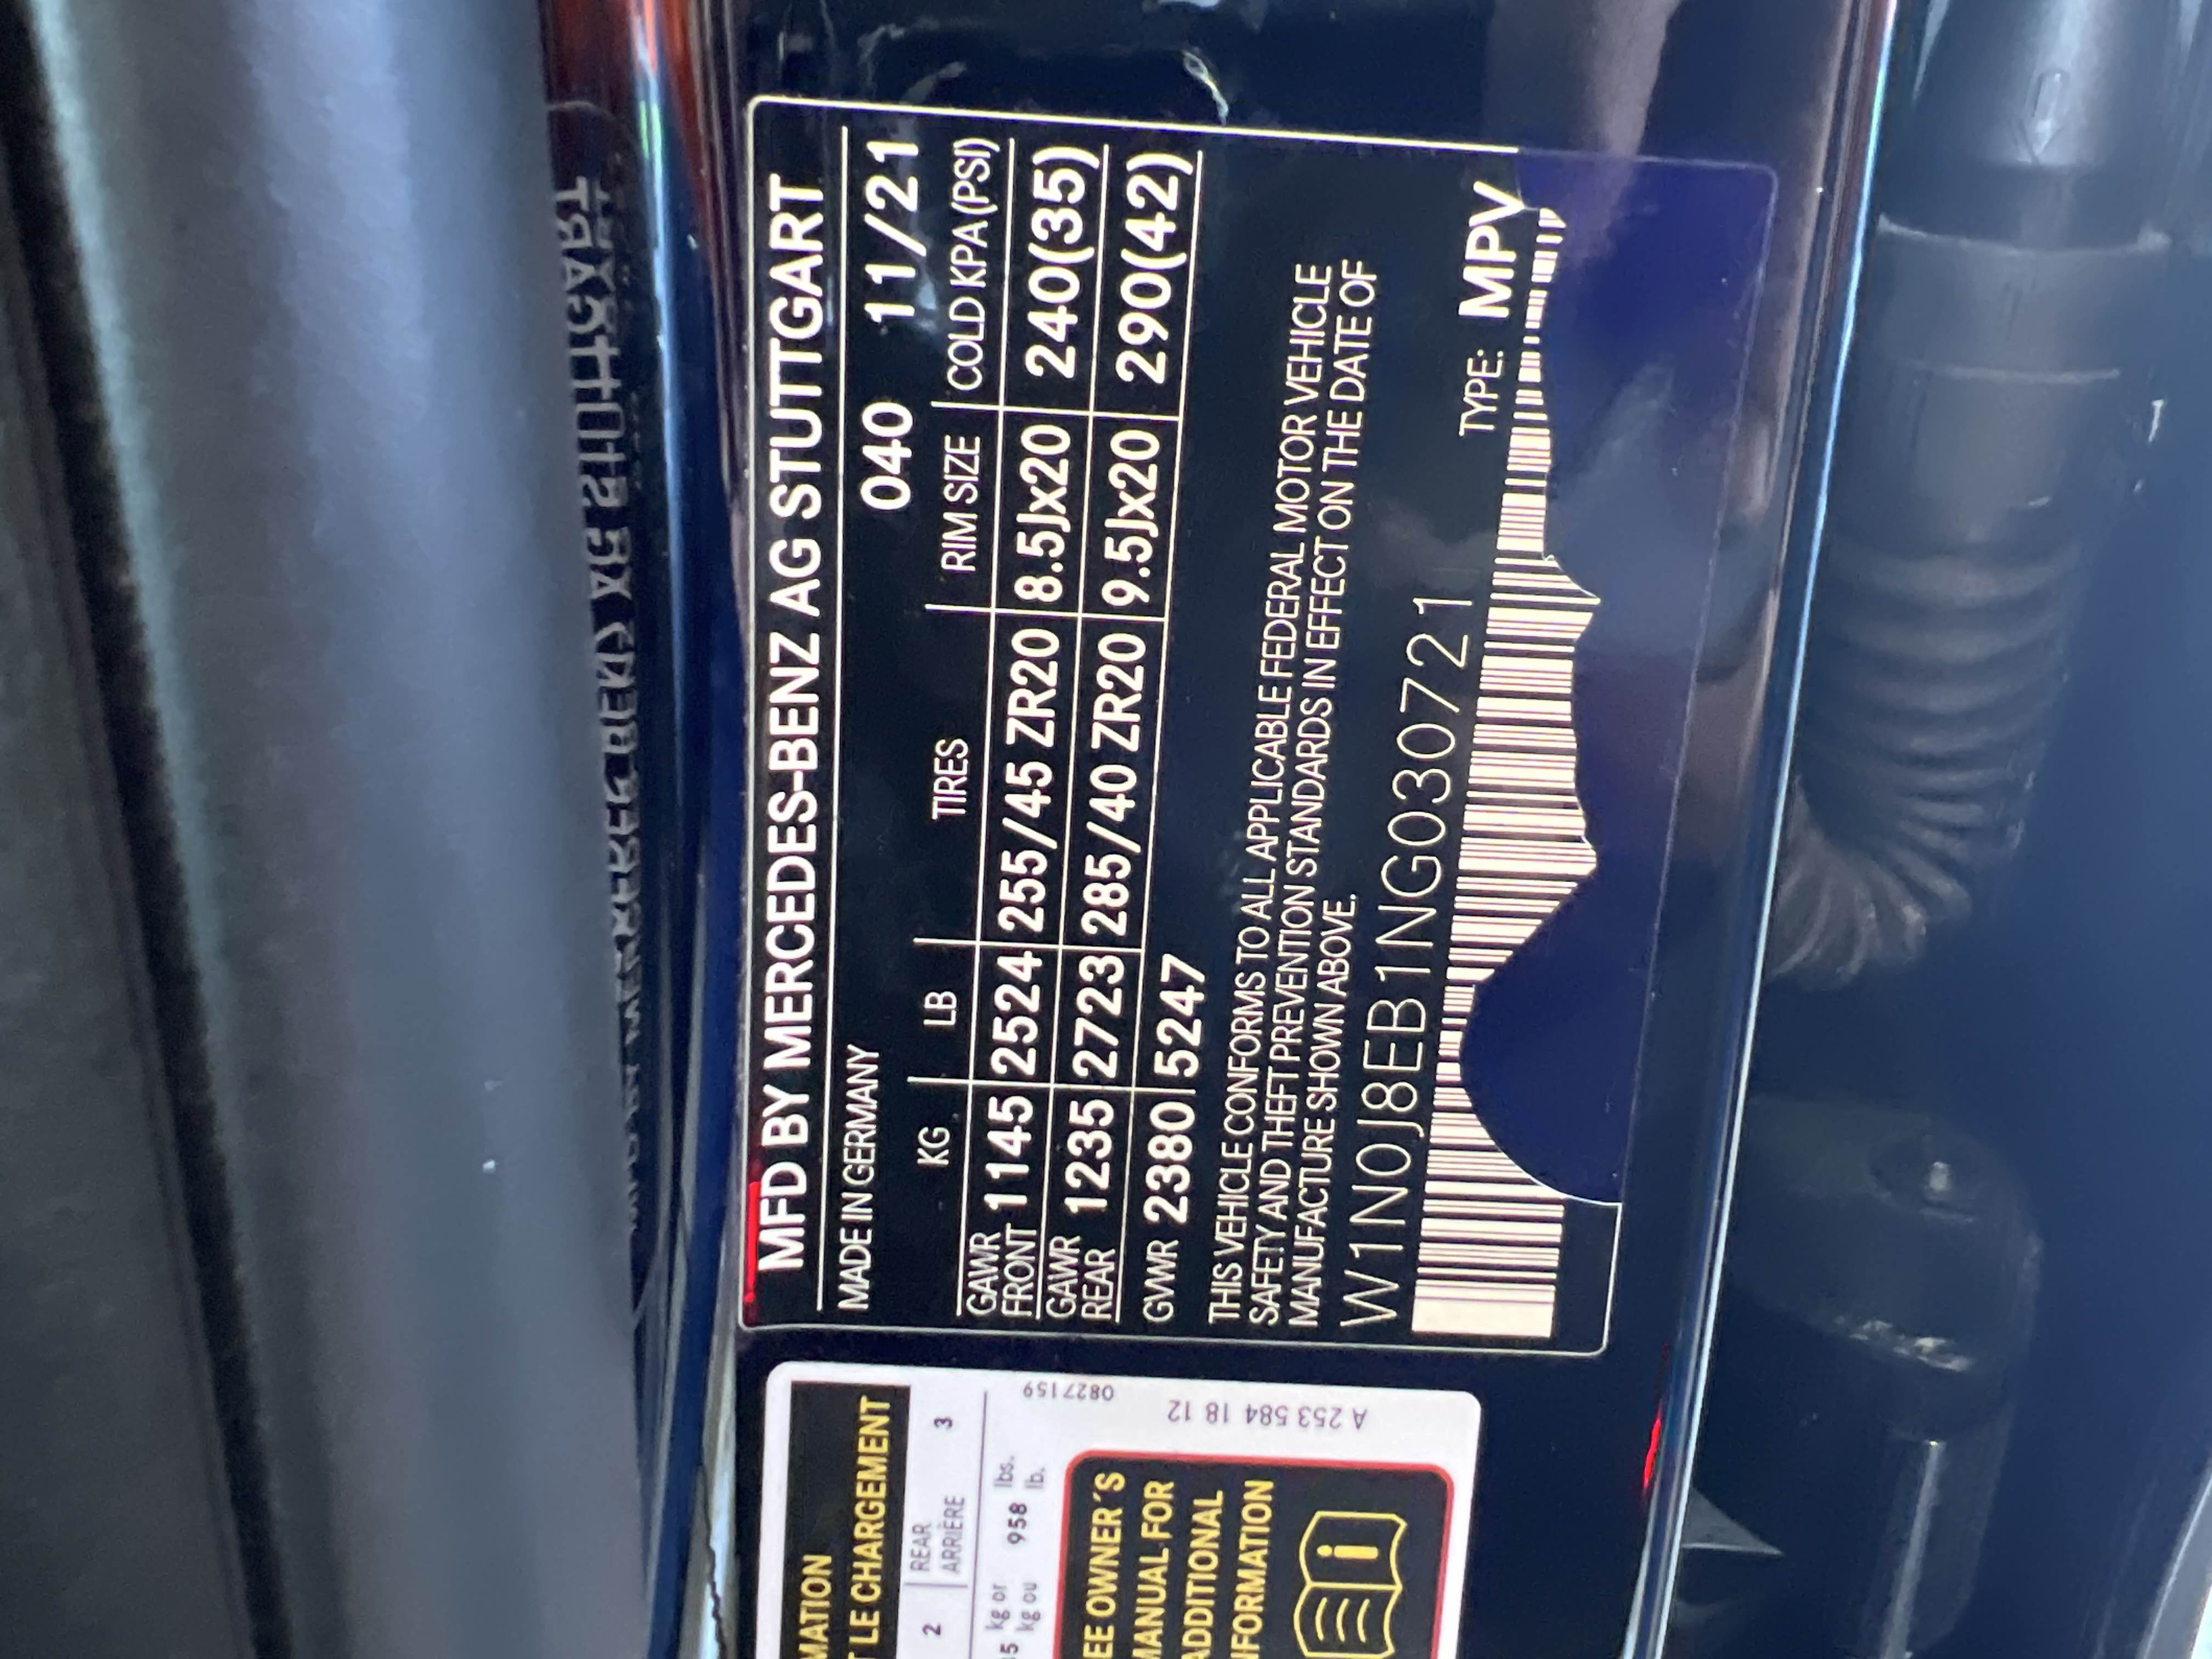 MFD BY MERCEDES-BENZ AG STUTTGART
MADE IN GERMANY 040 11/21
KG LB TIRES RIM SIZE COLD KPA (PSI)
GAWR FRONT 1145 2524 255/45 ZR20 8.5Jx20 240(35)
GAWR REAR 1235 2723 285/40 ZR20 9.5Jx20 290(42)
GVWR 2380 5247
THIS VEHICLE CONFORMS TO ALL APPLICABLE FEDERAL MOTOR VEHICLE
SAFETY AND THEFT PREVENTION STANDARDS IN EFFECT ON THE DATE OF
MANUFACTURE SHOWN ABOVE.
W1N0J8EB1NG030721 TYPE: MPV
LE CHARGEMENT
2 REAR 3
ARRIÈRE
kg or 958 lbs.
kg ou lb.
0827159
A 253 584 18 12
OWNER'S
MANUAL FOR